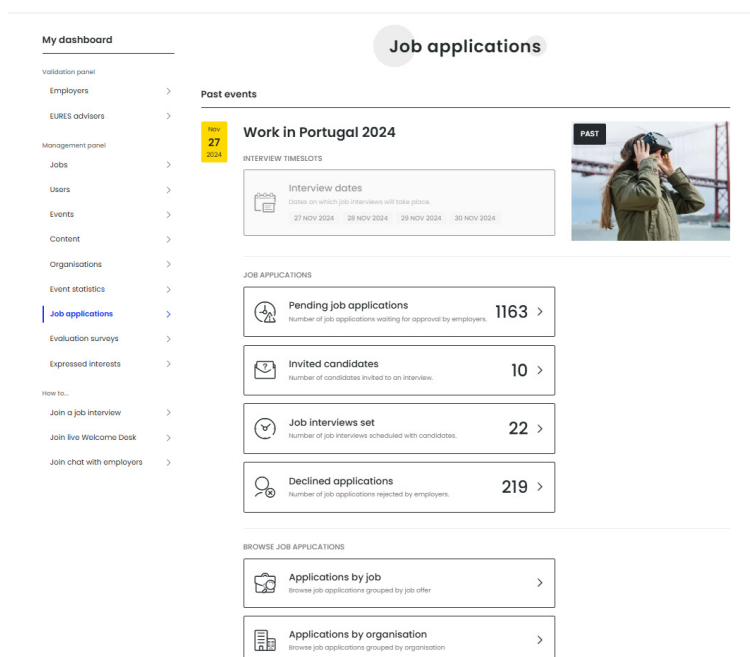 My dashboard
Validation panel
Employers
EURES advisers
Management panel
Jobs
Users
Events
Content
Organisations
Event statistics
Job applications
Evaluation surveys
Expressed interests
How to...
Join a job interview
Join live Welcome Desk
Join chat with employers
Job applications
Past events
Nov
27
2024
Work in Portugal 2024
PAST
INTERVIEW TIMESLOTS
Interview dates
Dates on which job interviews will take place.
27 NOV 2024 28 NOV 2024 29 NOV 2024 30 NOV 2024
JOB APPLICATIONS
Pending job applications
Number of job applications waiting for approval by employers.
1163
Invited candidates
Number of candidates invited to an interview.
10
Job interviews set
Number of job interviews scheduled with candidates.
22
Declined applications
Number of job applications rejected by employers.
219
BROWSE JOB APPLICATIONS
Applications by job
Browse job applications grouped by job offer
Applications by organisation
Browse job applications grouped by organisation